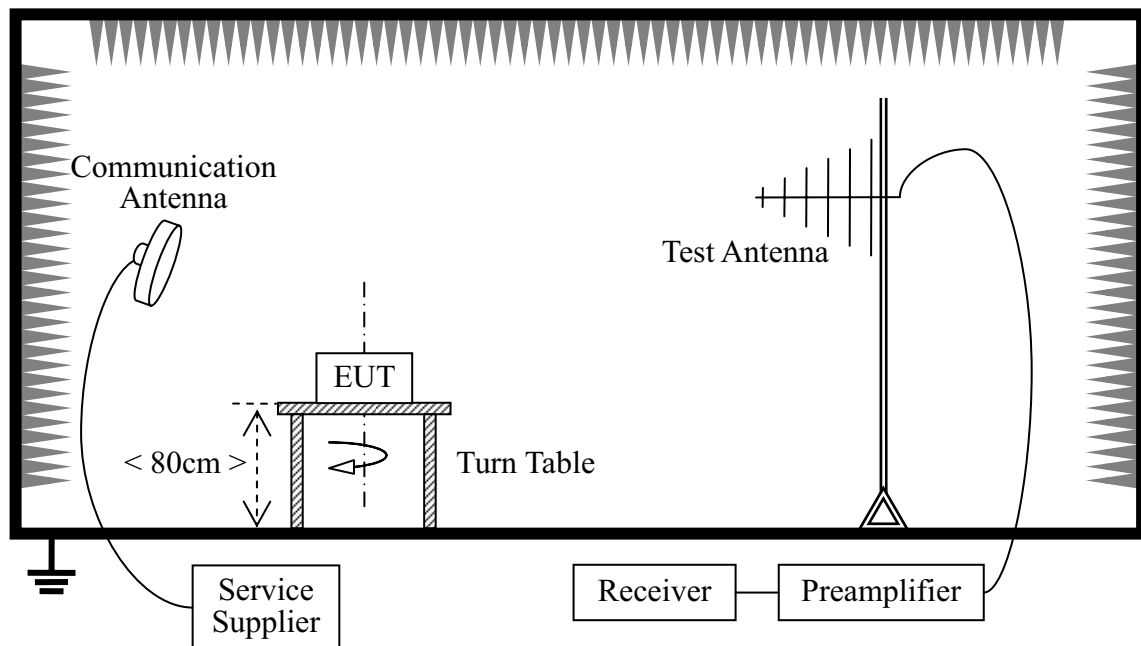 Communication
Antenna
Test Antenna
EUT
< 80cm >
Turn Table
Service
Supplier
Receiver
Preamplifier